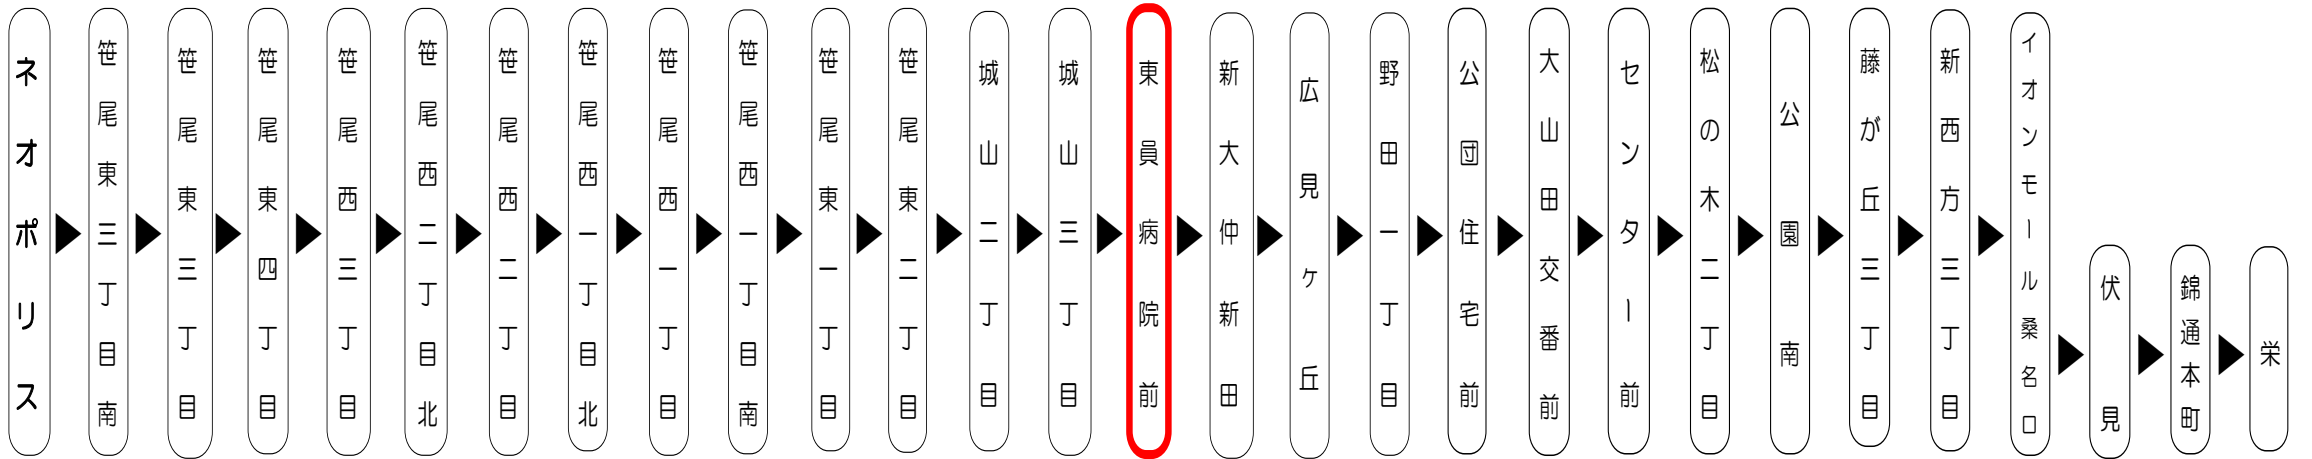 ネオポリス
笹尾東三丁目南
笹尾東三丁目
笹尾東四丁目
笹尾西三丁目
笹尾西二丁目北
笹尾西二丁目
笹尾西一丁目北
笹尾西一丁目
笹尾西一丁目南
笹尾東一丁目
笹尾東二丁目
城山二丁目
城山三丁目
東員病院前
新大仲新田
広見ヶ丘
野田一丁目
公団住宅前
大山田交番前
センター前
松の木二丁目
公園南
藤が丘三丁目
新西方三丁目
イオンモール桑名口
伏見
錦通本町
栄